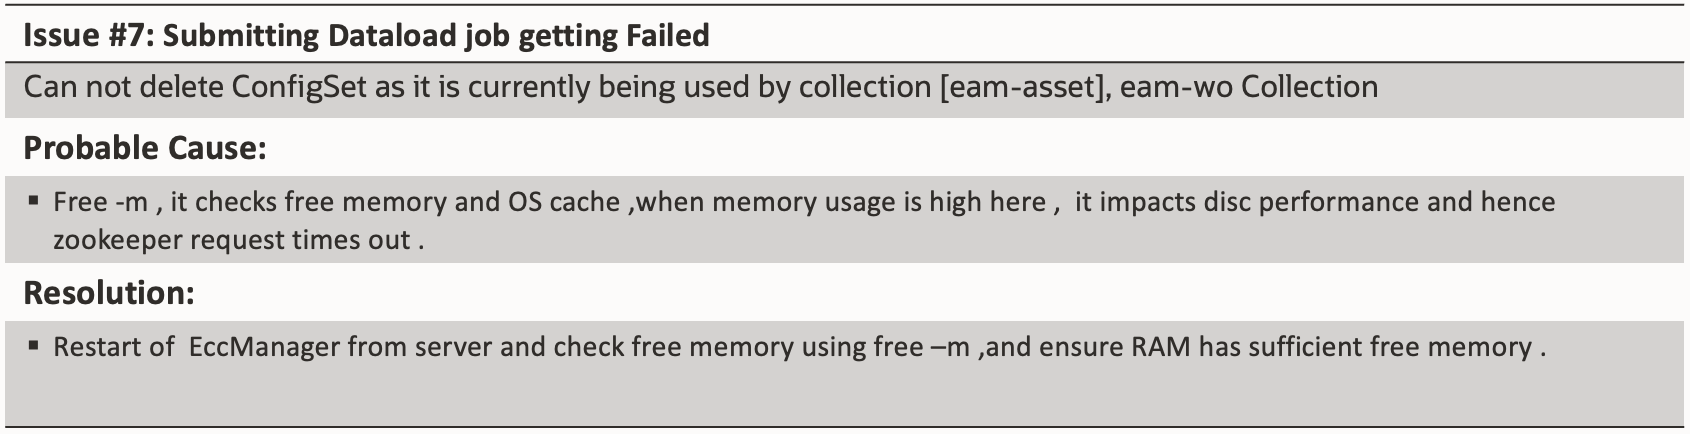 Issue #7: Submitting Dataload job getting Failed
Can not delete ConfigSet as it is currently being used by collection [eam-asset], eam-wo Collection
Probable Cause:
▪ Free -m , it checks free memory and OS cache ,when memory usage is high here , it impacts disc performance and hence
zookeeper request times out .
Resolution:
▪ Restart of EccManager from server and check free memory using free –m ,and ensure RAM has sufficient free memory .